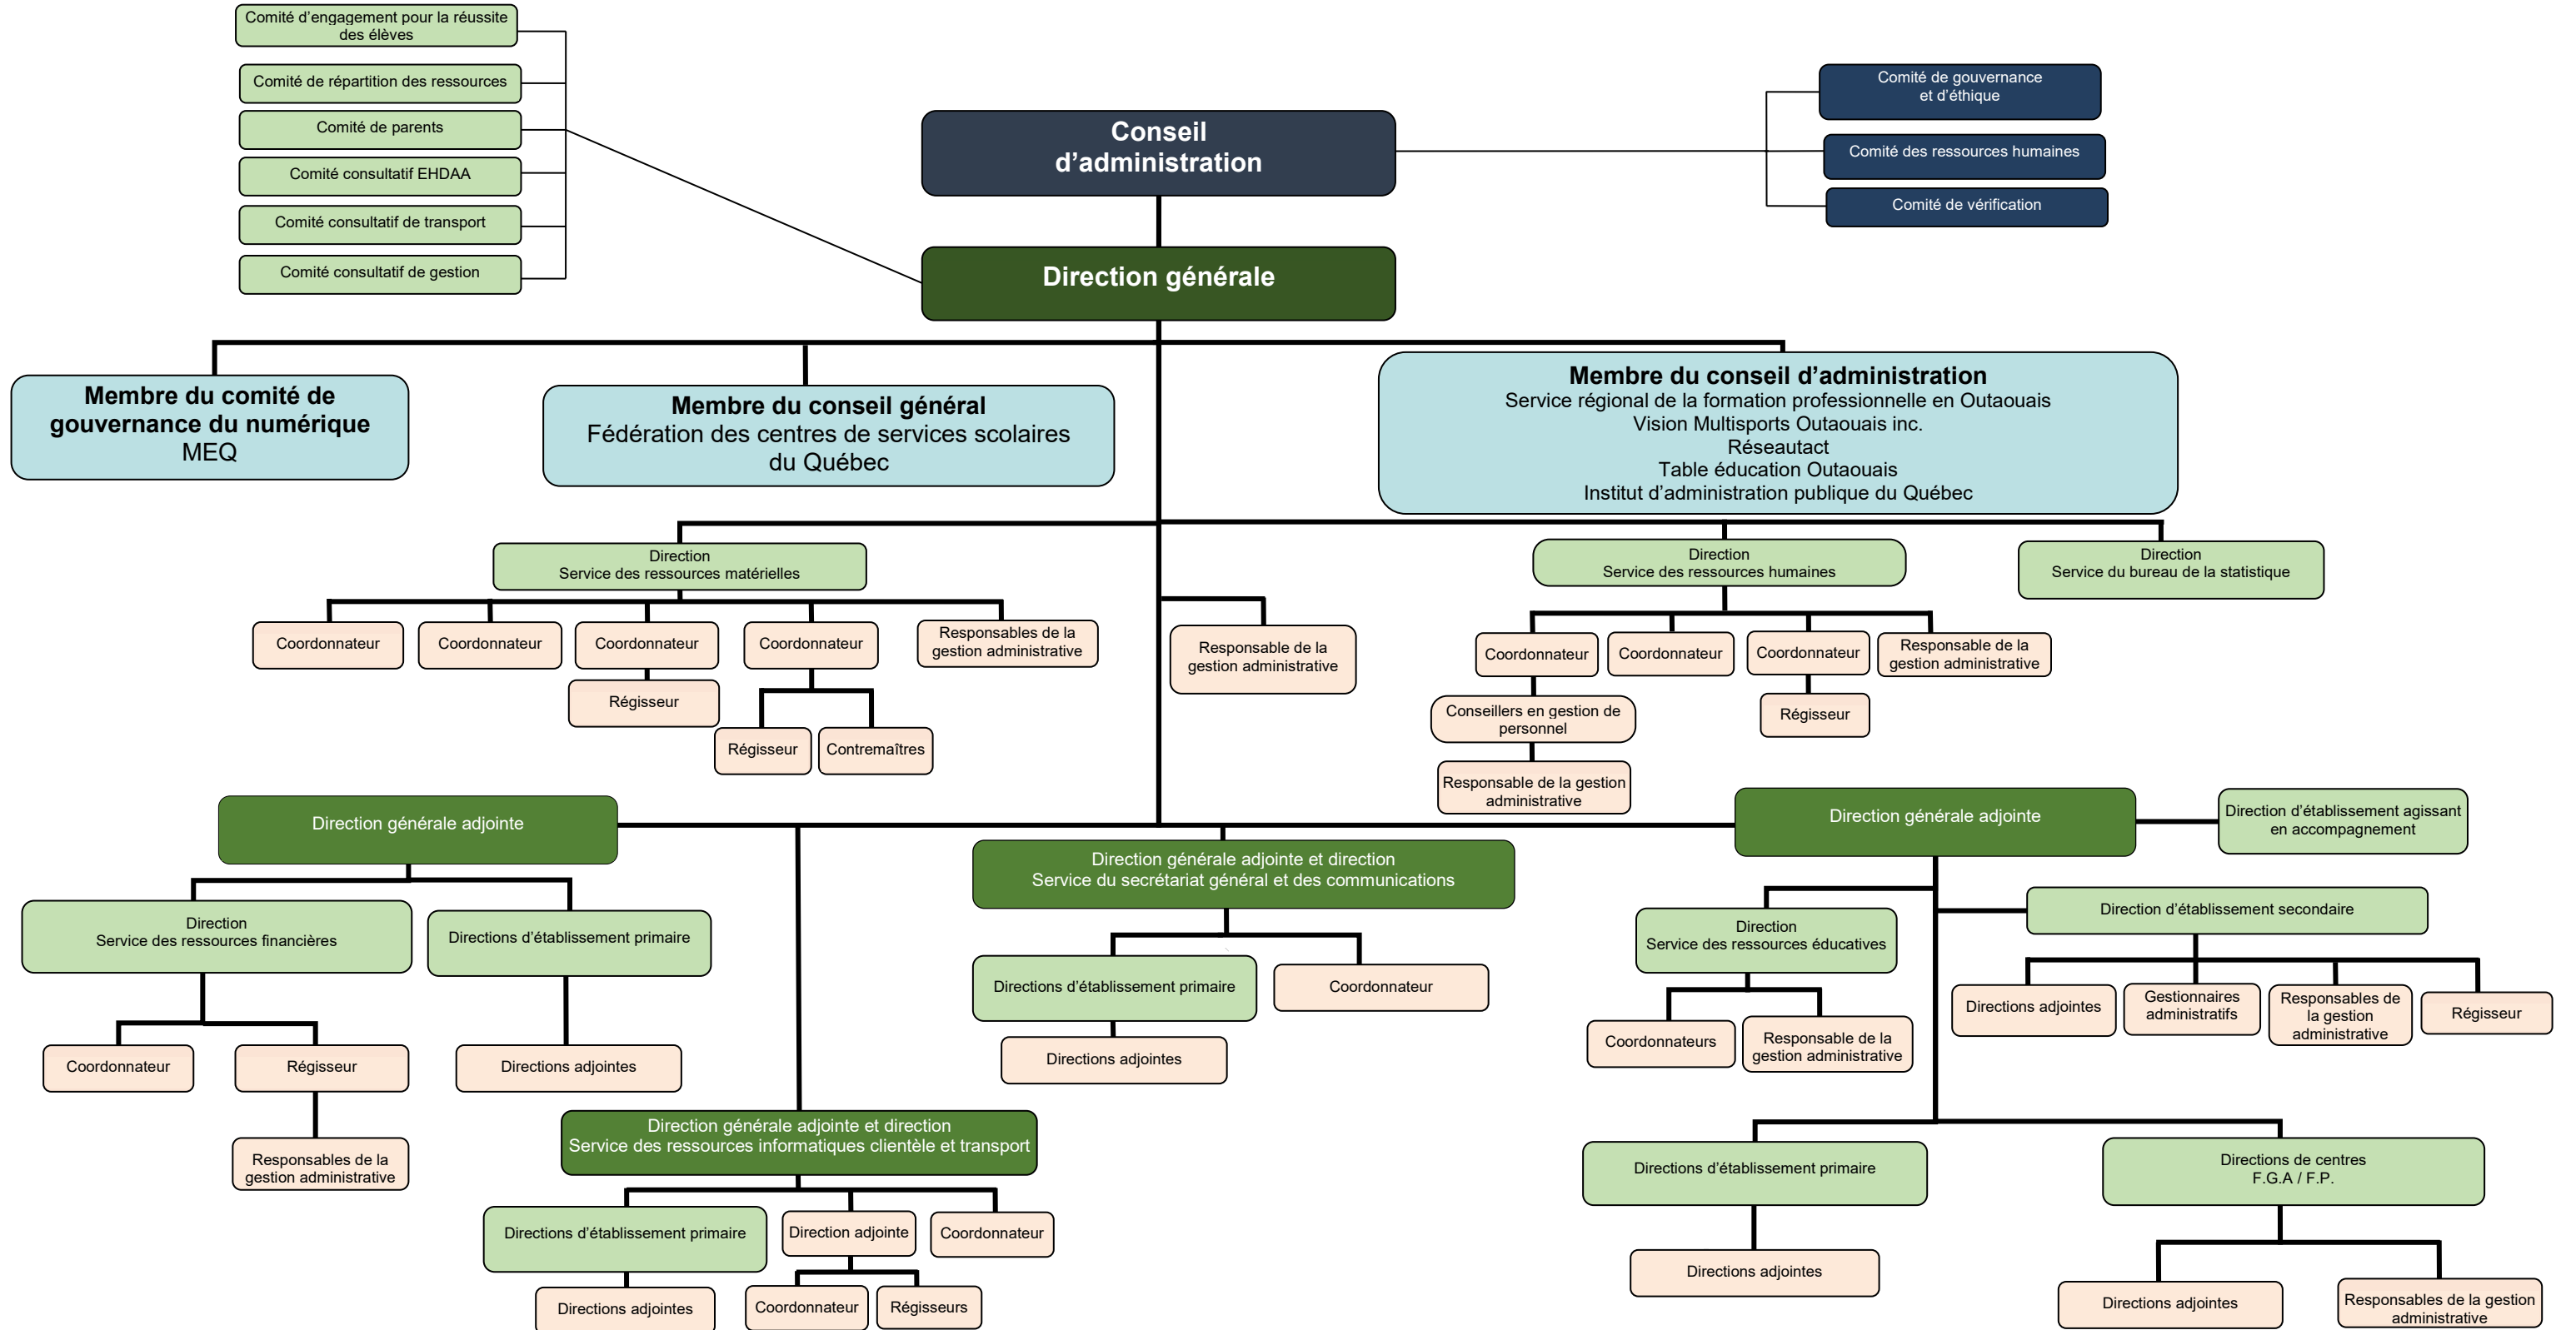 Comité d’engagement pour la réussite
des élèves
Comité de répartition des ressources
Comité de parents
Comité consultatif EHDAA
Comité consultatif de transport
Comité consultatif de gestion
Conseil
d’administration
Direction générale
Comité de gouvernance
et d’éthique
Comité des ressources humaines
Comité de vérification
Membre du comité de
gouvernance du numérique
MEQ
Membre du conseil général
Fédération des centres de services scolaires
du Québec
Membre du conseil d’administration
Service régional de la formation professionnelle en Outaouais
Vision Multisports Outaouais inc.
Réseautact
Table éducation Outaouais
Institut d’administration publique du Québec
Direction
Service des ressources matérielles
Coordonnateur
Coordonnateur
Coordonnateur
Coordonnateur
Responsables de la
gestion administrative
Régisseur
Régisseur
Contremaîtres
Responsable de la
gestion administrative
Direction
Service des ressources humaines
Direction
Service du bureau de la statistique
Coordonnateur
Coordonnateur
Coordonnateur
Responsable de la
gestion administrative
Conseillers en gestion de
personnel
Régisseur
Responsable de la gestion
administrative
Direction générale adjointe
Direction
Service des ressources financières
Directions d’établissement primaire
Coordonnateur
Régisseur
Directions adjointes
Responsables de la
gestion administrative
Direction générale adjointe et direction
Service du secrétariat général et des communications
Directions d’établissement primaire
Coordonnateur
Directions adjointes
Direction générale adjointe et direction
Service des ressources informatiques clientèle et transport
Directions d’établissement primaire
Direction adjointe
Coordonnateur
Directions adjointes
Coordonnateur
Régisseurs
Direction générale adjointe
Direction d’établissement agissant
en accompagnement
Direction
Service des ressources éducatives
Direction d’établissement secondaire
Coordonnateurs
Responsable de la
gestion administrative
Directions adjointes
Gestionnaires
administratifs
Responsables de
la gestion
administrative
Régisseur
Directions d’établissement primaire
Directions de centres
F.G.A / F.P.
Directions adjointes
Directions adjointes
Responsables de la gestion
administrative